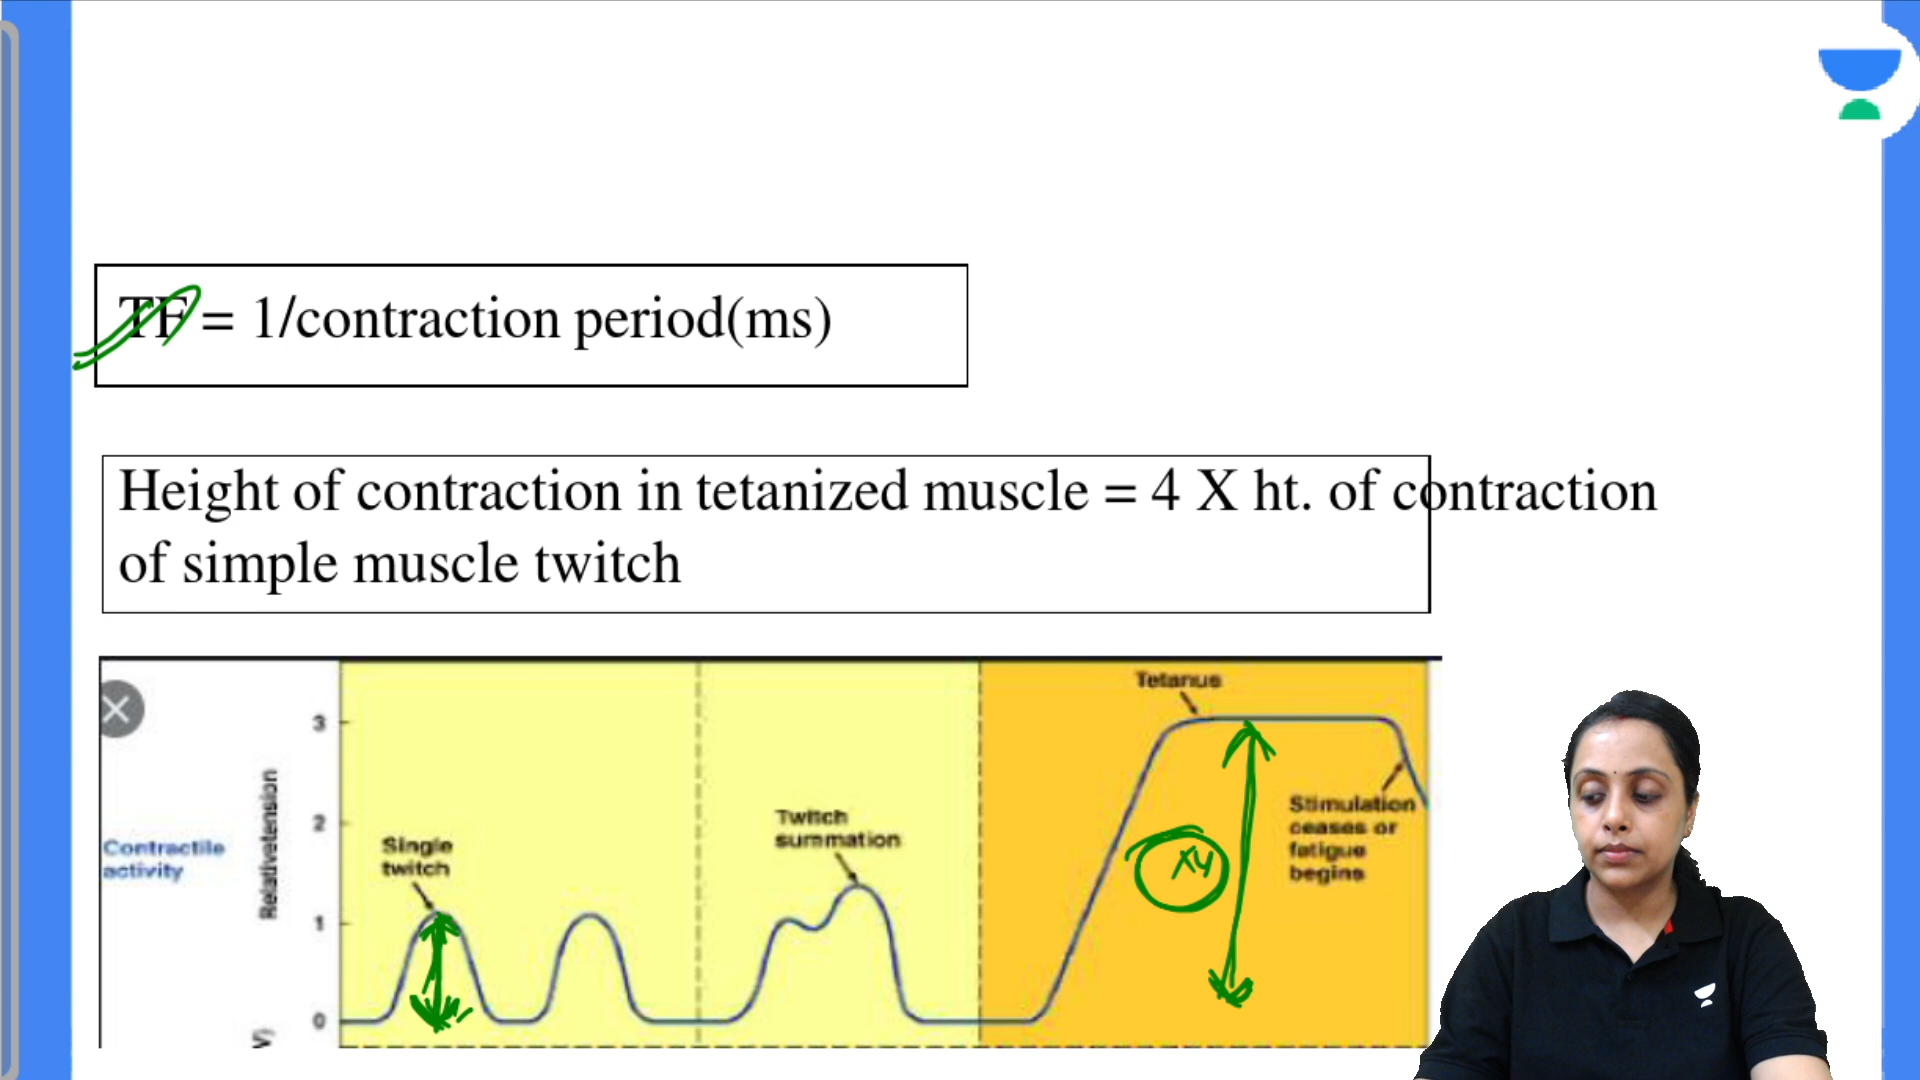 TF = 1/contraction period(ms)
Height of contraction in tetanized muscle = 4 X ht. of contraction
of simple muscle twitch
Tetanus
3
Relativetension
2
Twitch
summation
Stimulation
ceases or
fatigue
begins
Single
twitch
X4
Contractile
activity
1
0
V)